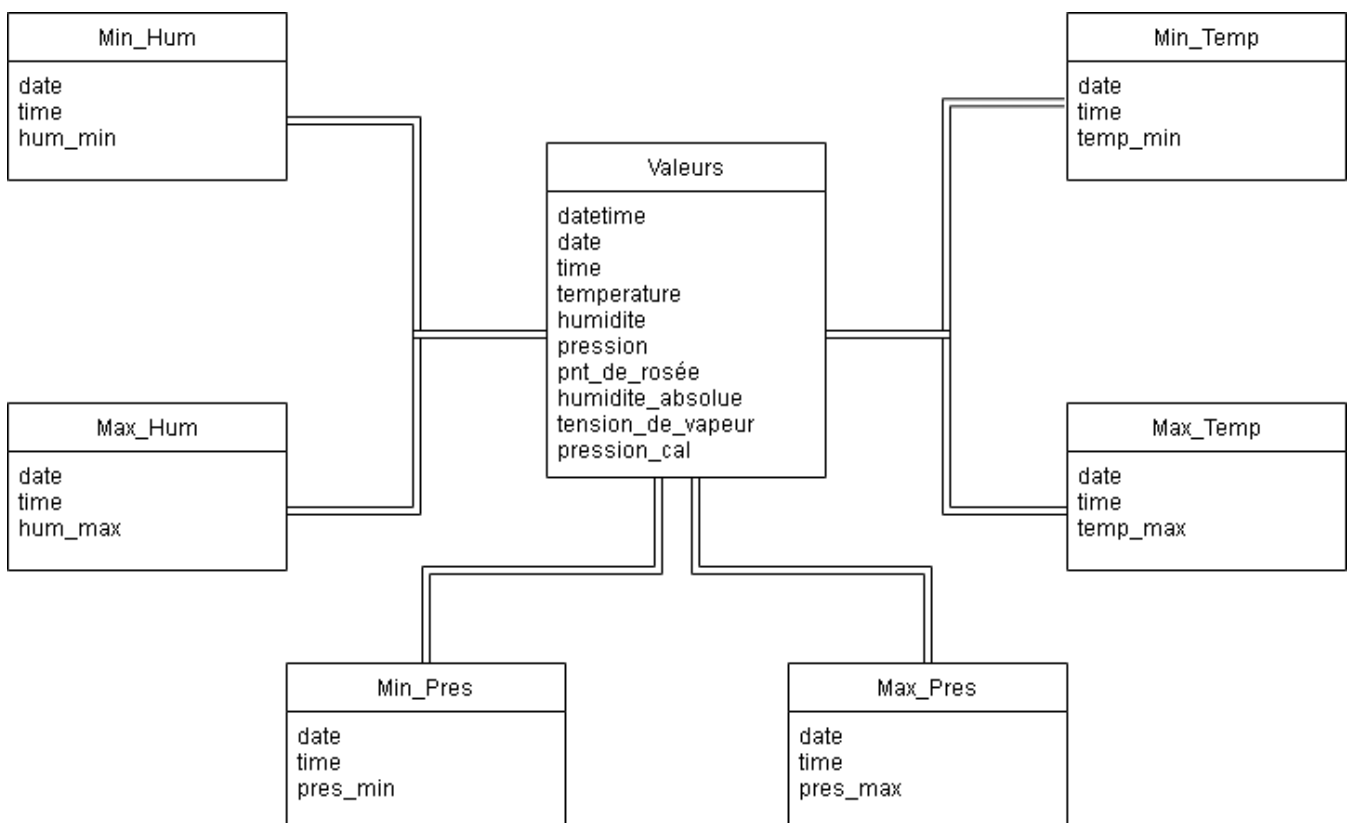 Min_Hum
date
time
hum_min
Min_Temp
date
time
temp_min
Valeurs
datetime
date
time
temperature
humidite
pression
pnt_de_rosée
humidite_absolue
tension_de_vapeur
pression_cal
Max_Hum
date
time
hum_max
Max_Temp
date
time
temp_max
Min_Pres
date
time
pres_min
Max_Pres
date
time
pres_max